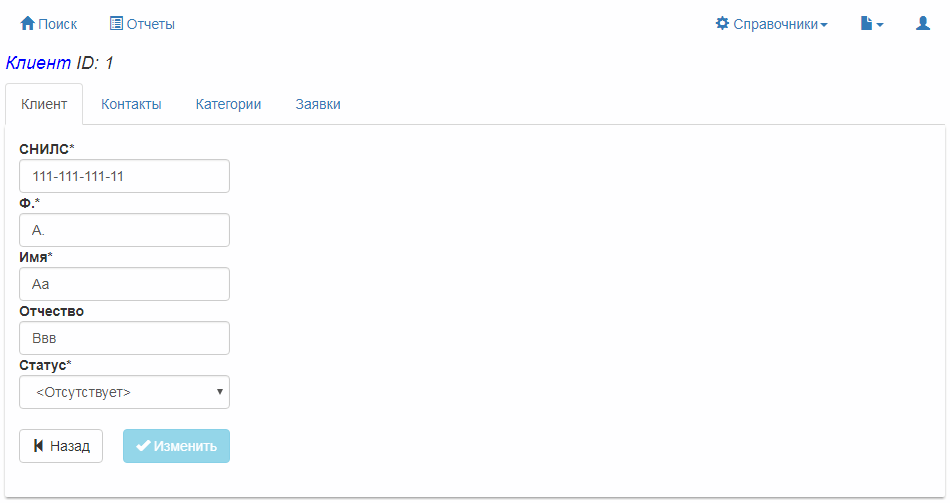 Поиск Отчеты Справочники
Клиент ID: 1
Клиент Контакты Категории Заявки
СНИЛС*
111-111-111-11
Ф.*
А.
Имя*
Аа
Отчество
Ввв
Статус*
<Отсутствует>
Назад Изменить